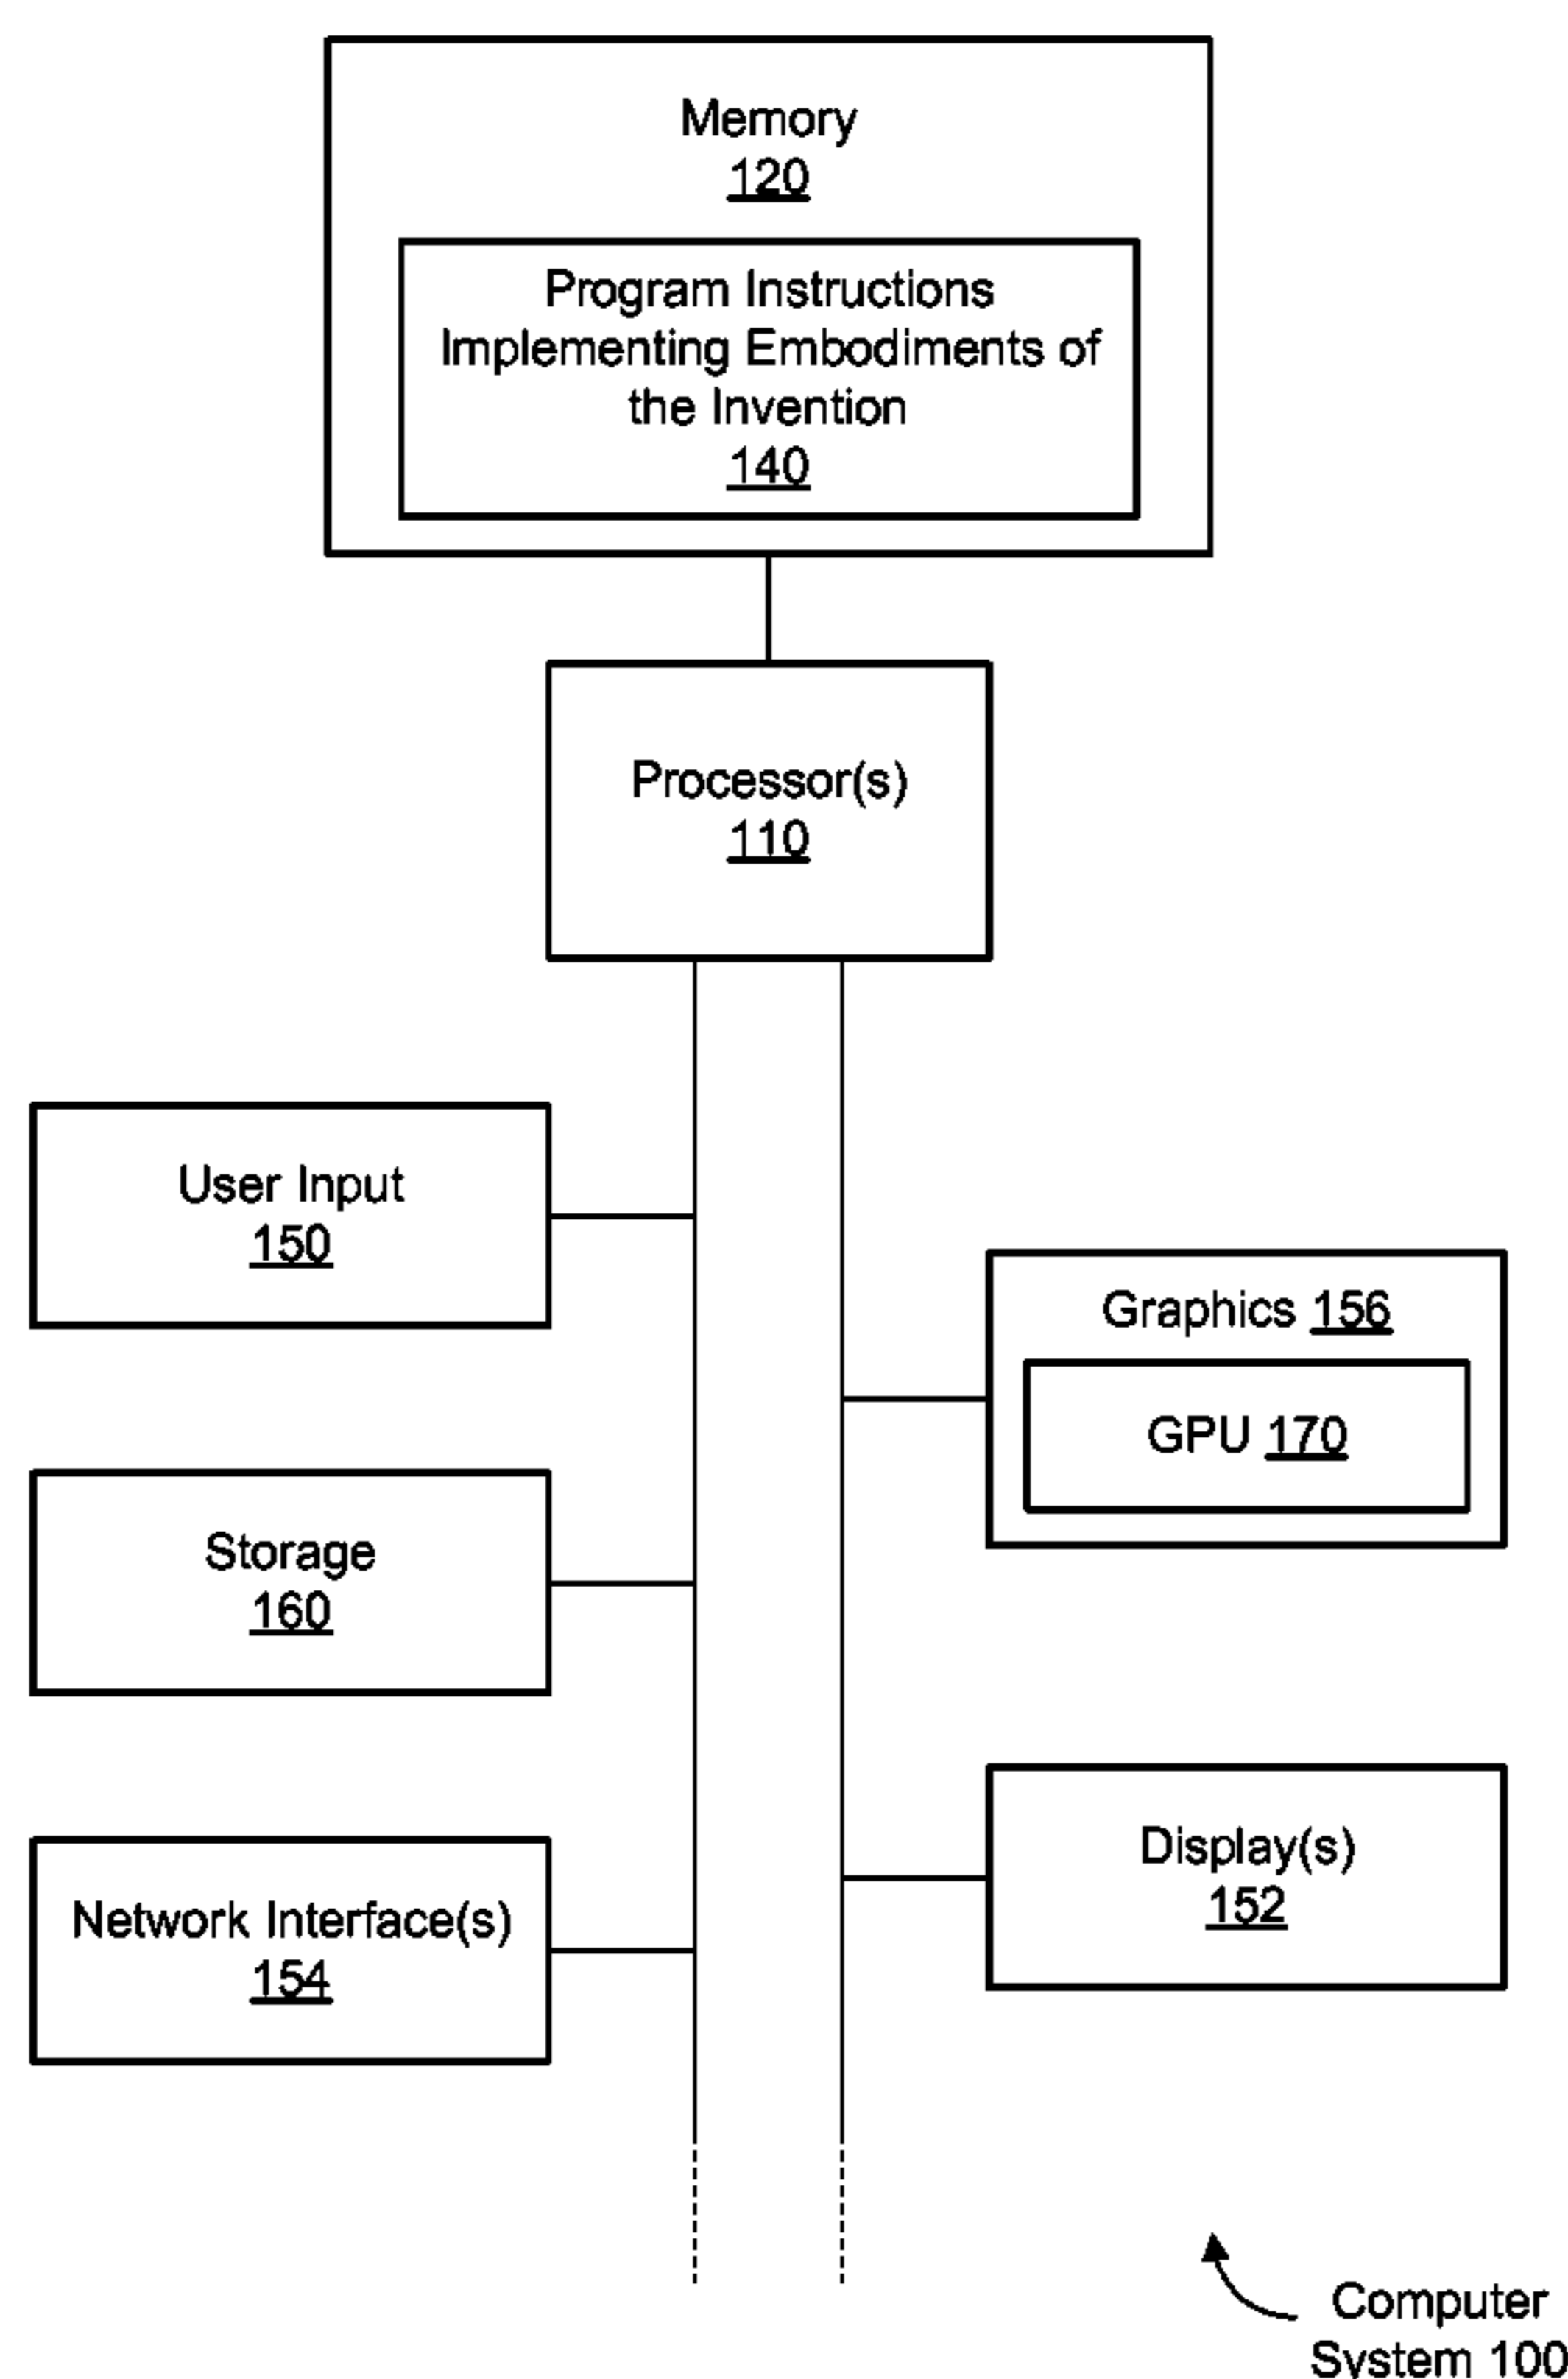 Memory
120
Program Instructions
Implementing Embodiments of
the Invention
140
Processor(s)
110
User Input
150
Graphics 156
GPU 170
Storage
160
Display(s)
152
Network Interface(s)
154
Computer
System 100